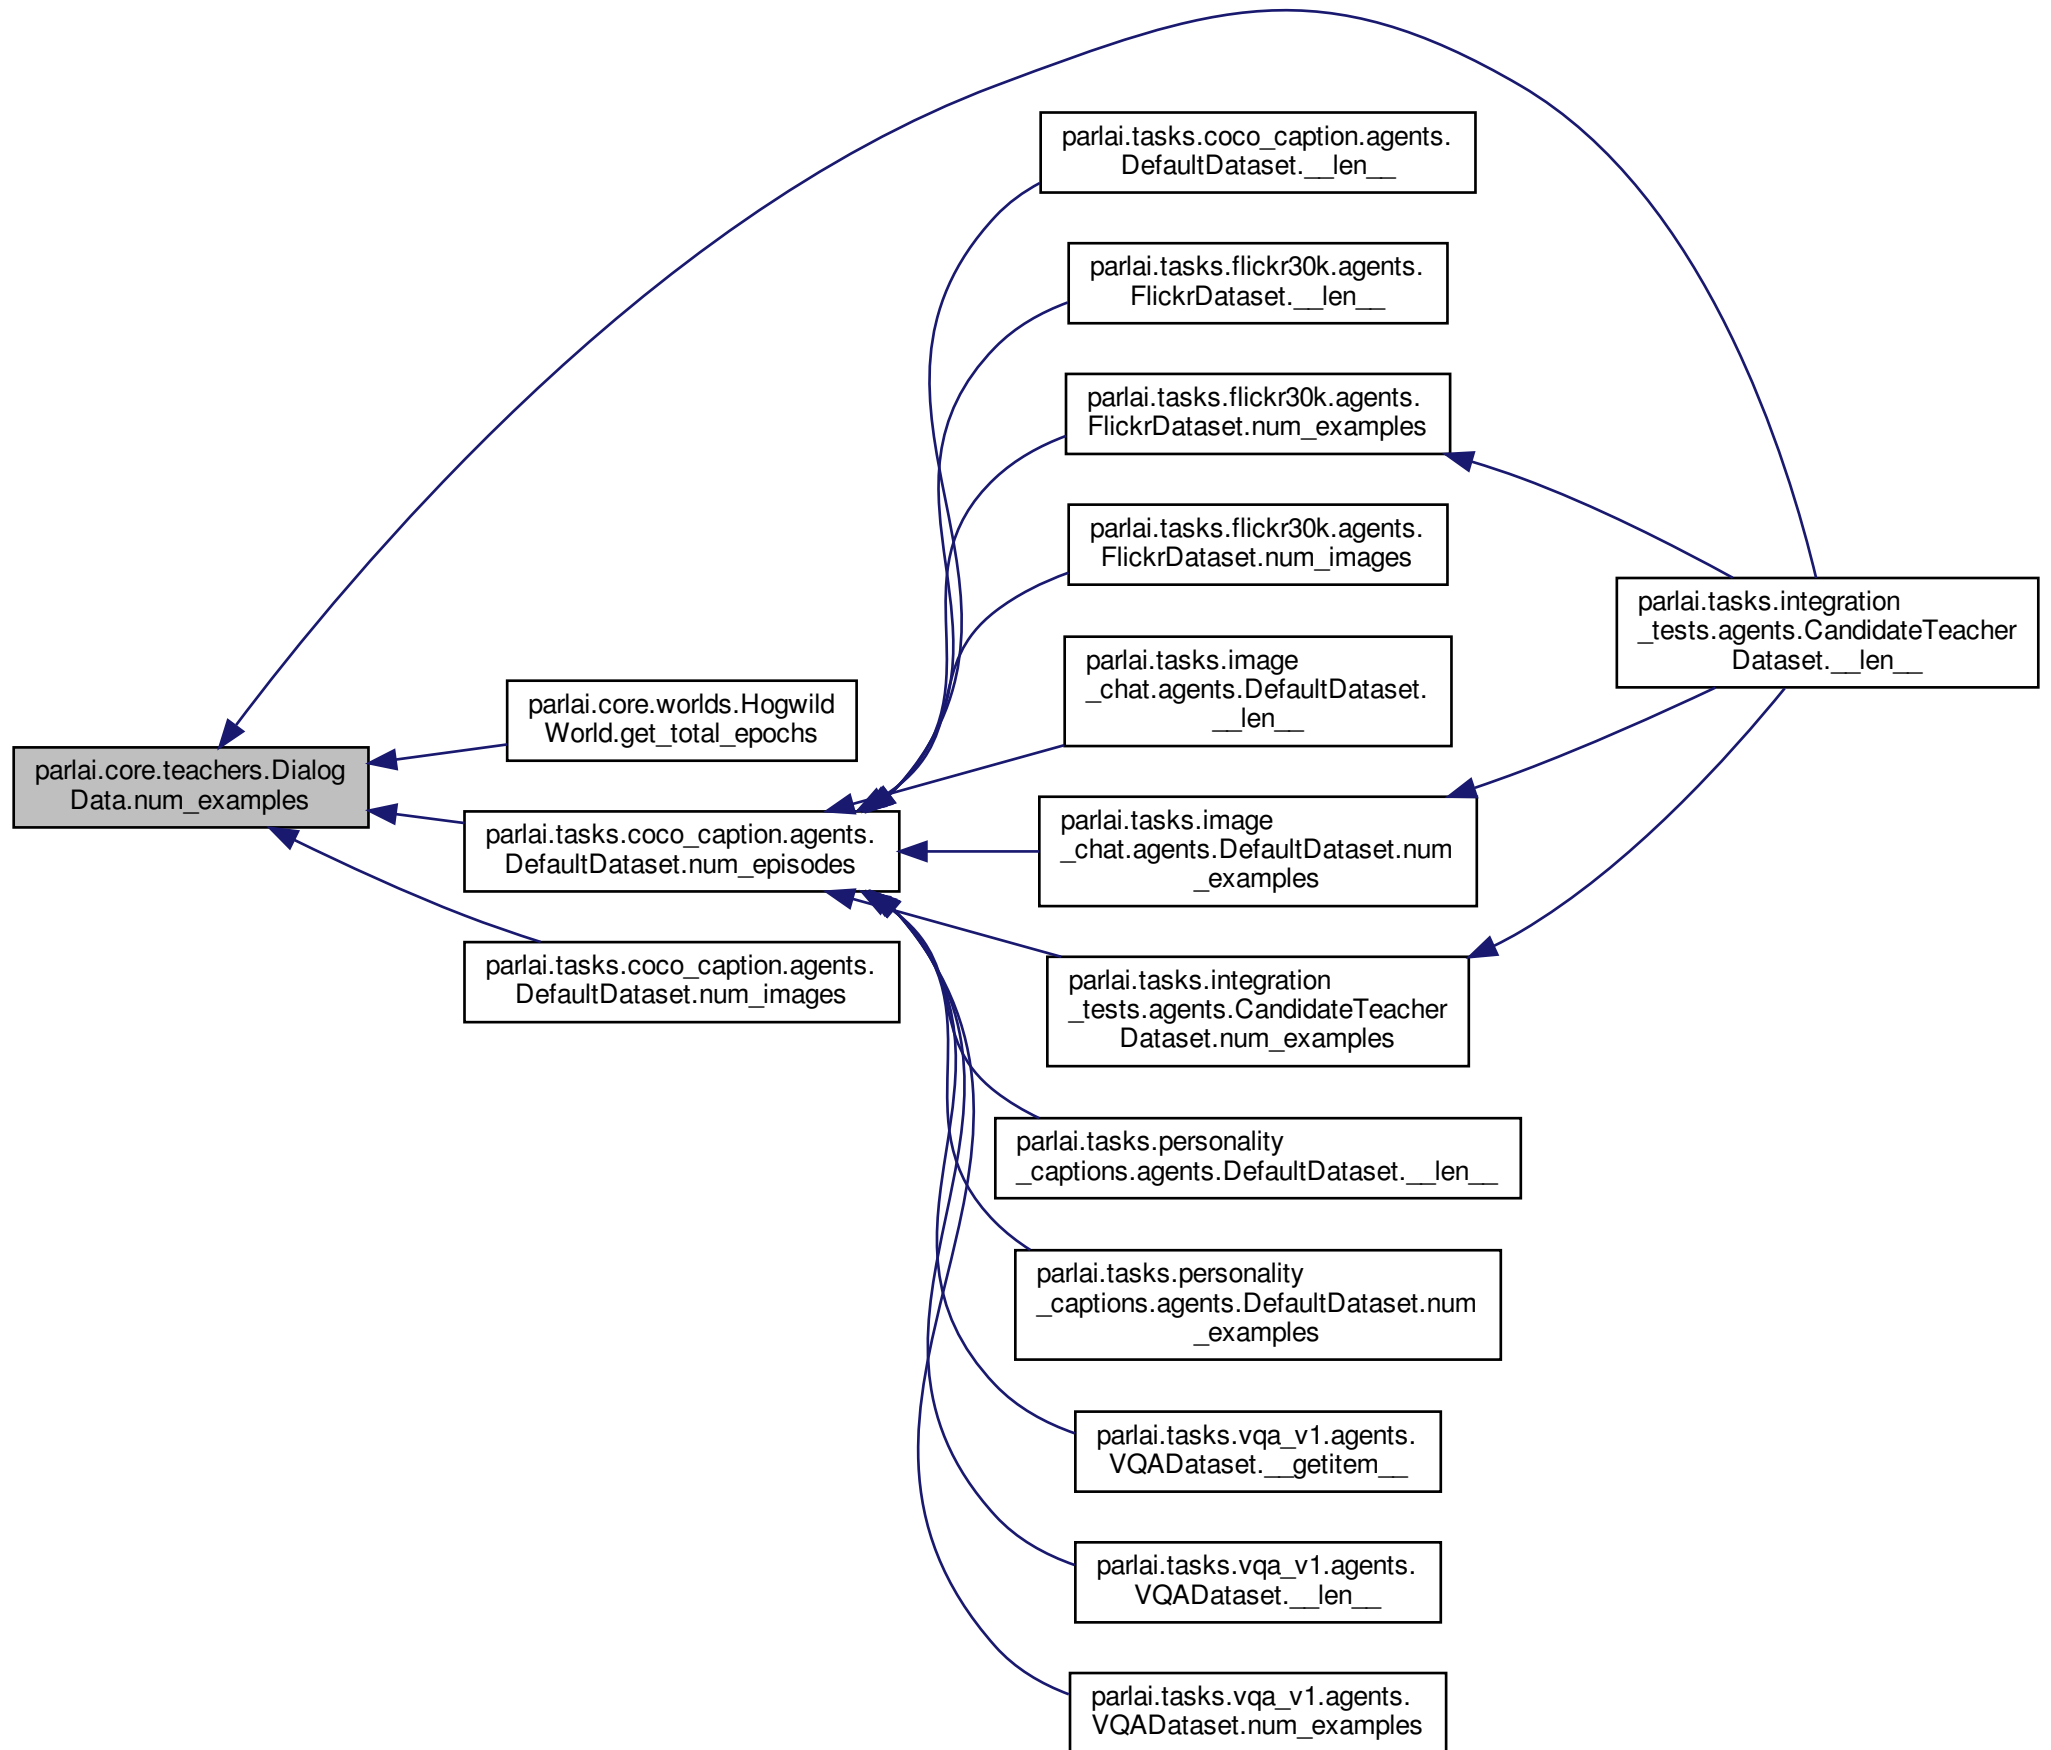 parlai.core.teachers.Dialog
Data.num_examples
parlai.core.worlds.Hogwild
World.get_total_epochs
parlai.tasks.coco_caption.agents.
DefaultDataset.num_episodes
parlai.tasks.coco_caption.agents.
DefaultDataset.num_images
parlai.tasks.coco_caption.agents.
DefaultDataset.__len__
parlai.tasks.flickr30k.agents.
FlickrDataset.__len__
parlai.tasks.flickr30k.agents.
FlickrDataset.num_examples
parlai.tasks.flickr30k.agents.
FlickrDataset.num_images
parlai.tasks.image
_chat.agents.DefaultDataset.
__len__
parlai.tasks.image
_chat.agents.DefaultDataset.num
_examples
parlai.tasks.integration
_tests.agents.CandidateTeacher
Dataset.num_examples
parlai.tasks.personality
_captions.agents.DefaultDataset.__len__
parlai.tasks.personality
_captions.agents.DefaultDataset.num
_examples
parlai.tasks.vqa_v1.agents.
VQADataset.__getitem__
parlai.tasks.vqa_v1.agents.
VQADataset.__len__
parlai.tasks.vqa_v1.agents.
VQADataset.num_examples
parlai.tasks.integration
_tests.agents.CandidateTeacher
Dataset.__len__